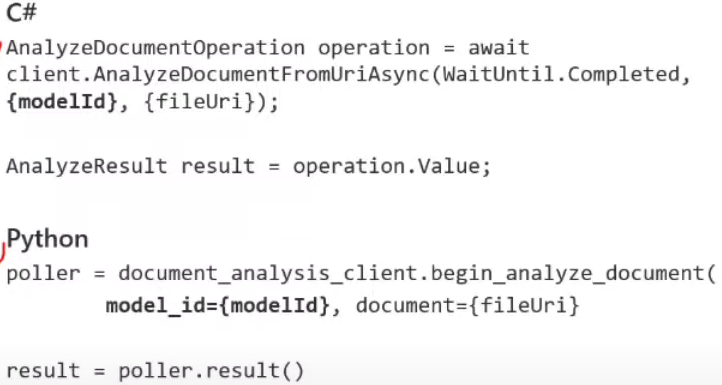 C#
AnalyzeDocumentOperation operation = await
client.AnalyzeDocumentFromUriAsync(WaitUntil.Completed,
{modelId}, {fileUri});
AnalyzeResult result = operation.Value;
Python
poller = document_analysis_client.begin_analyze_document(
model_id={modelId}, document={fileUri}
result = poller.result()